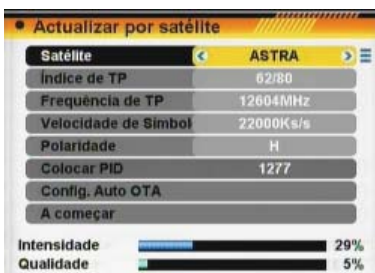 Actualizar por satélite
Satélite ASTRA
Índice de TP 62/80
Frequência de TP 12604MHz
Velocidade de Símbol 22000Ks/s
Polaridade H
Colocar PID 1277
Config. Auto OTA
A começar
Intensidade 29%
Qualidade 5%